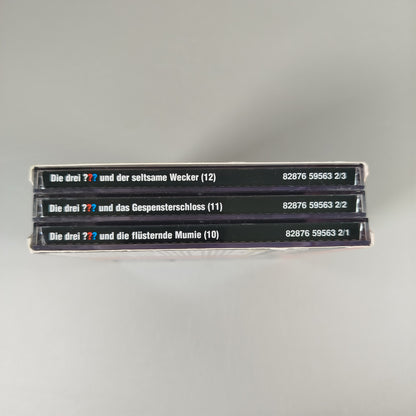 Die drei ??? und der seltsame Wecker (12) 82876 59563 2/3
Die drei ??? und das Gespensterschloss (11) 82876 59563 2/2
Die drei ??? und die flüsternde Mumie (10) 82876 59563 2/1